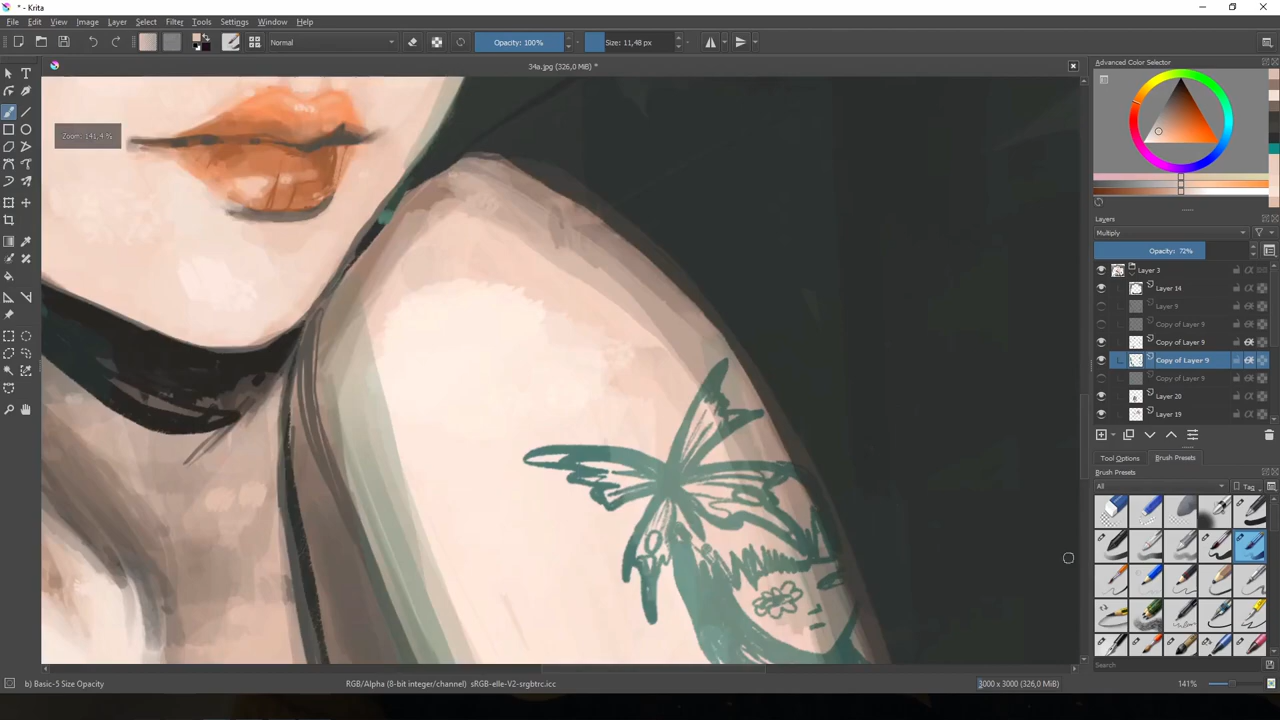 * - Krita
File Edit View Image Layer Select Filter Tools Settings Window Help
Normal Opacity: 100% Size: 11,48 px
34a.jpg (326,0 MiB) *
Advanced Color Selector
Zoom: 141,4 %
Layers
Multiply
Opacity: 72%
Layer 3
Layer 14
Layer 9
Copy of Layer 9
Copy of Layer 9
Copy of Layer 9
Copy of Layer 9
Layer 20
Layer 19
Tool Options Brush Presets
Brush Presets
All Tag
Search
b) Basic-5 Size Opacity RGB/Alpha (8-bit integer/channel) sRGB-elle-V2-srgbtrc.icc 3000 x 3000 (326,0 MiB) 141%